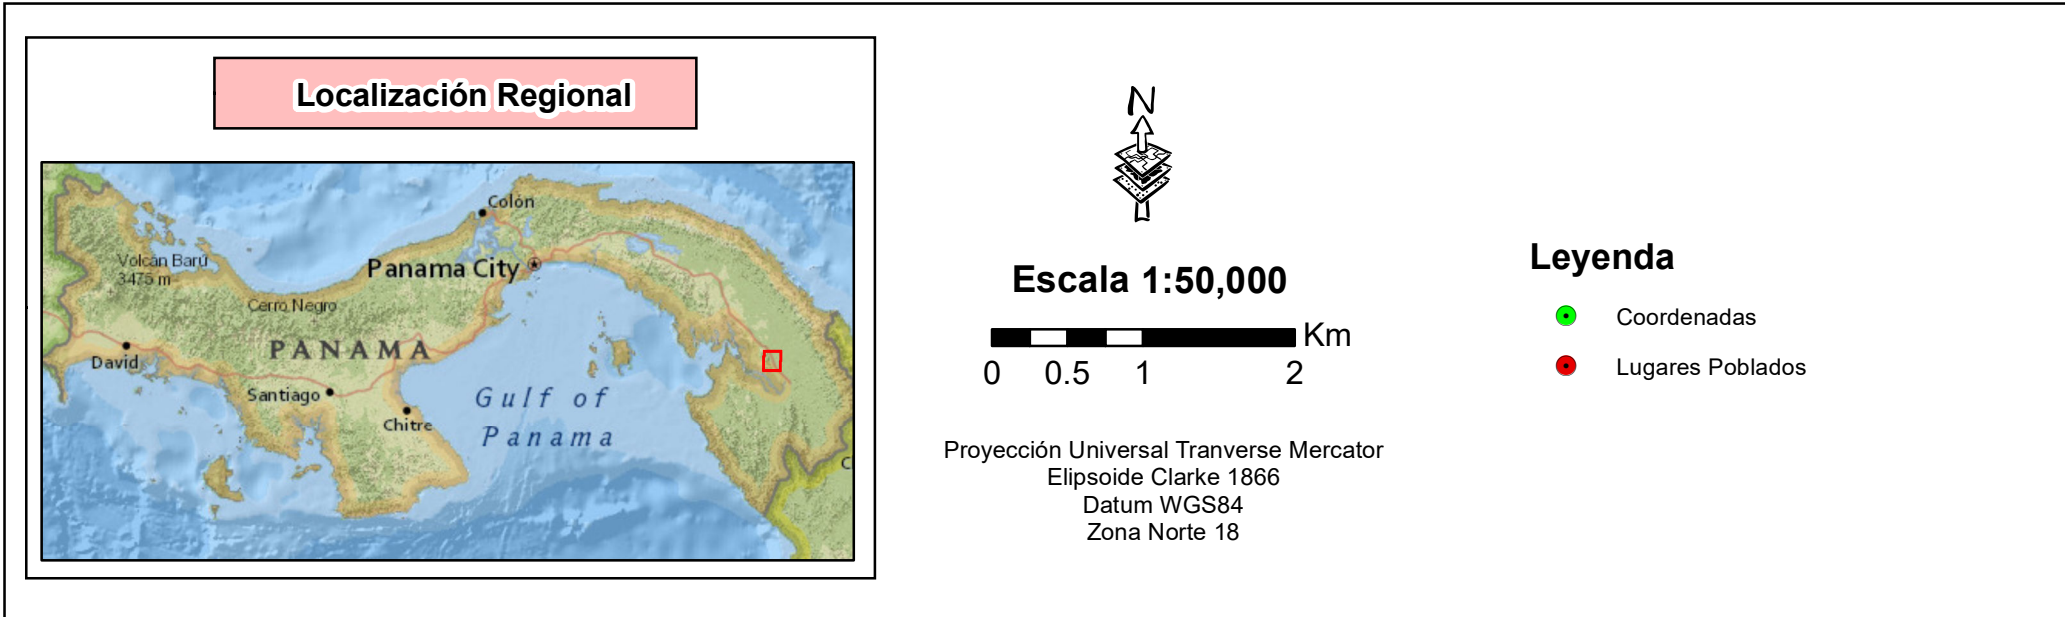 Localización Regional
Colón
Volcán Barú
3475 m
Panama City
Cerro Negro
PANAMA
David
Santiago
Chitre
Gulf of
Panama
C
N
Escala 1:50,000
Km
0 0.5 1 2
Proyección Universal Tranverse Mercator
Elipsoide Clarke 1866
Datum WGS84
Zona Norte 18
Leyenda
Coordenadas
Lugares Poblados